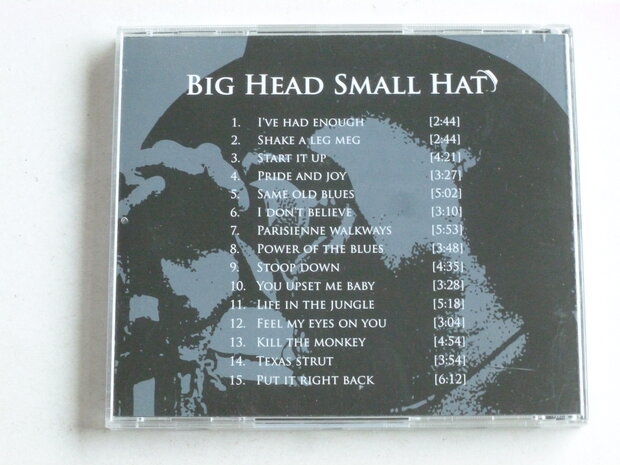 BIG HEAD SMALL HAT
1. I'VE HAD ENOUGH [2:44]
2. SHAKE A LEG MEG [2:44]
3. START IT UP [4:21]
4. PRIDE AND JOY [3:27]
5. SAME OLD BLUES [5:02]
6. I DON'T BELIEVE [3:10]
7. PARISIENNE WALKWAYS [5:53]
8. POWER OF THE BLUES [3:48]
9. STOOP DOWN [4:35]
10. YOU UPSET ME BABY [3:28]
11. LIFE IN THE JUNGLE [5:18]
12. FEEL MY EYES ON YOU [3:04]
13. KILL THE MONKEY [4:54]
14. TEXAS STRUT [3:54]
15. PUT IT RIGHT BACK [6:12]